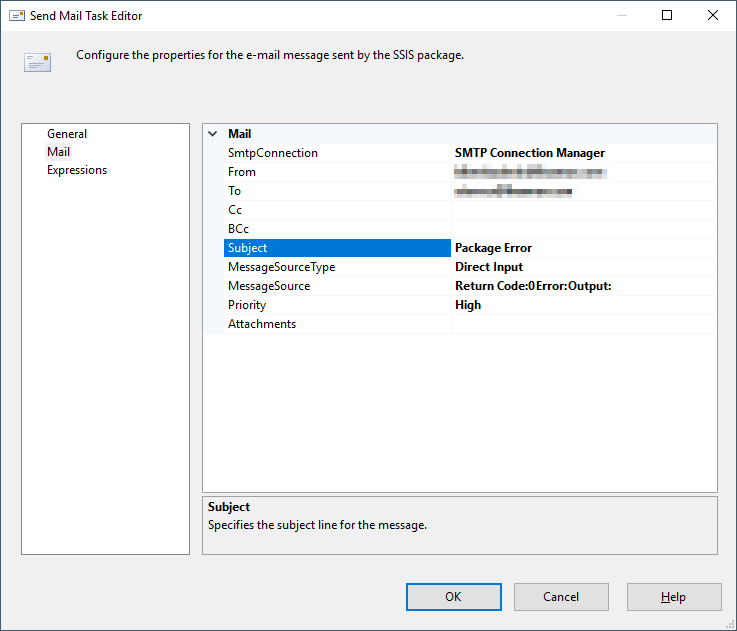 Send Mail Task Editor
Configure the properties for the e-mail message sent by the SSIS package.
General
Mail
Expressions
Mail
SmtpConnection SMTP Connection Manager
From
To
Cc
BCc
Subject Package Error
MessageSourceType Direct Input
MessageSource Return Code:0Error:Output:
Priority High
Attachments
Subject
Specifies the subject line for the message.
OK Cancel Help